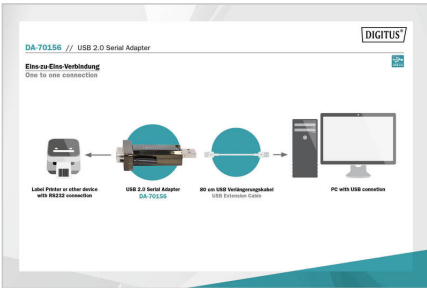 DIGITUS®
DA-70156 // USB 2.0 Serial Adapter
Eins-zu-Eins-Verbindung
One to one connection
Label Printer or other device
with RS232 connection
USB 2.0 Serial Adapter
DA-70156
80 cm USB Verlängerungskabel
USB Extension Cable
PC with USB connetion